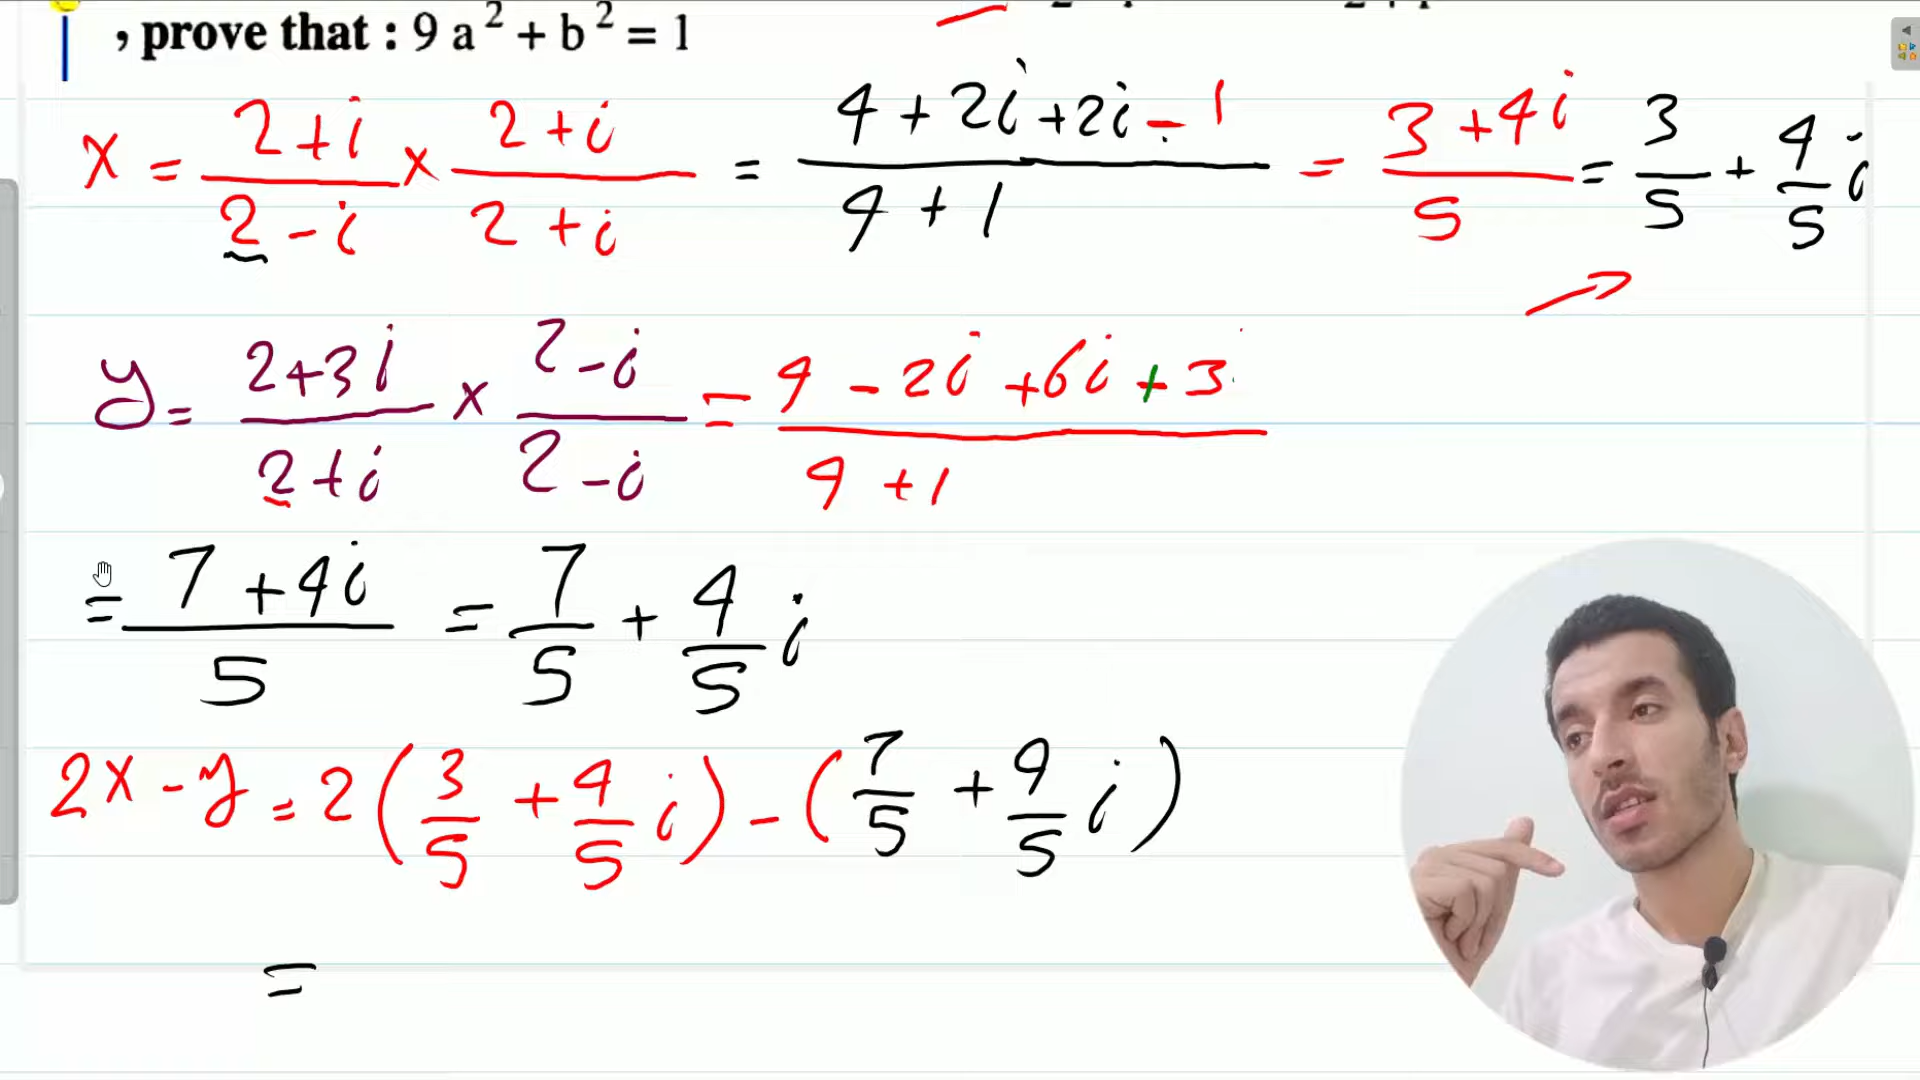 , prove that : 9 a² + b² = 1
x = (2+i)/(2-i) × (2+i)/(2+i) = (4+2i+2i-1)/(4+1) = (3+4i)/5 = 3/5 + 4/5 i
y = (2+3i)/(2+i) × (2-i)/(2-i) = (4-2i+6i+3)/(4+1)
= (7+4i)/5 = 7/5 + 4/5 i
2x-y = 2(3/5 + 4/5 i) - (7/5 + 4/5 i)
=